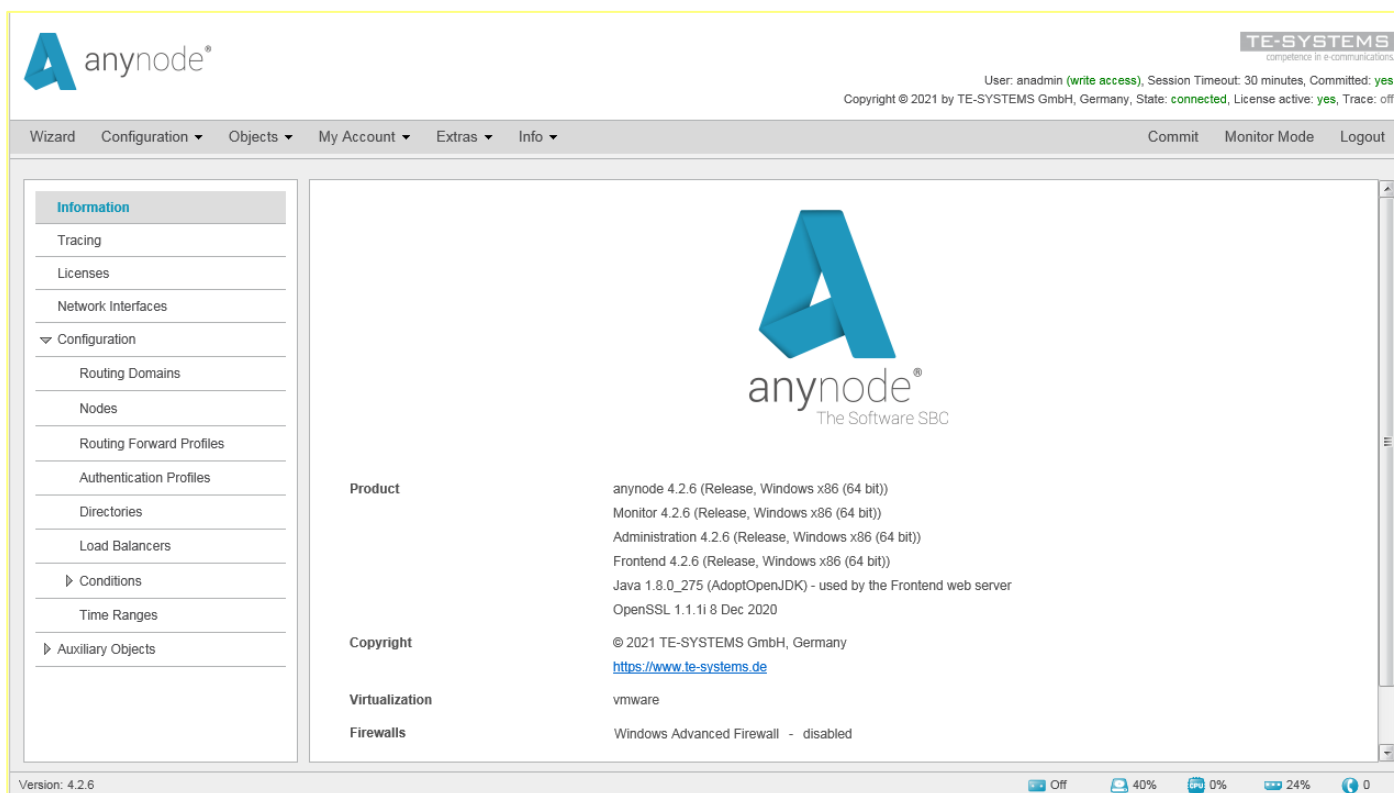 anynode®
TE-SYSTEMS
competence in e-communications
User: anadmin (write access), Session Timeout: 30 minutes, Committed: yes
Copyright © 2021 by TE-SYSTEMS GmbH, Germany, State: connected, License active: yes, Trace: off
Wizard Configuration Objects My Account Extras Info Commit Monitor Mode Logout
Information
Tracing
Licenses
Network Interfaces
Configuration
Routing Domains
Nodes
Routing Forward Profiles
Authentication Profiles
Directories
Load Balancers
Conditions
Time Ranges
Auxiliary Objects
anynode®
The Software SBC
Product anynode 4.2.6 (Release, Windows x86 (64 bit))
Monitor 4.2.6 (Release, Windows x86 (64 bit))
Administration 4.2.6 (Release, Windows x86 (64 bit))
Frontend 4.2.6 (Release, Windows x86 (64 bit))
Java 1.8.0_275 (AdoptOpenJDK) - used by the Frontend web server
OpenSSL 1.1.1i 8 Dec 2020
Copyright © 2021 TE-SYSTEMS GmbH, Germany
https://www.te-systems.de
Virtualization vmware
Firewalls Windows Advanced Firewall - disabled
Version: 4.2.6 Off 40% CPU 0% 24% 0